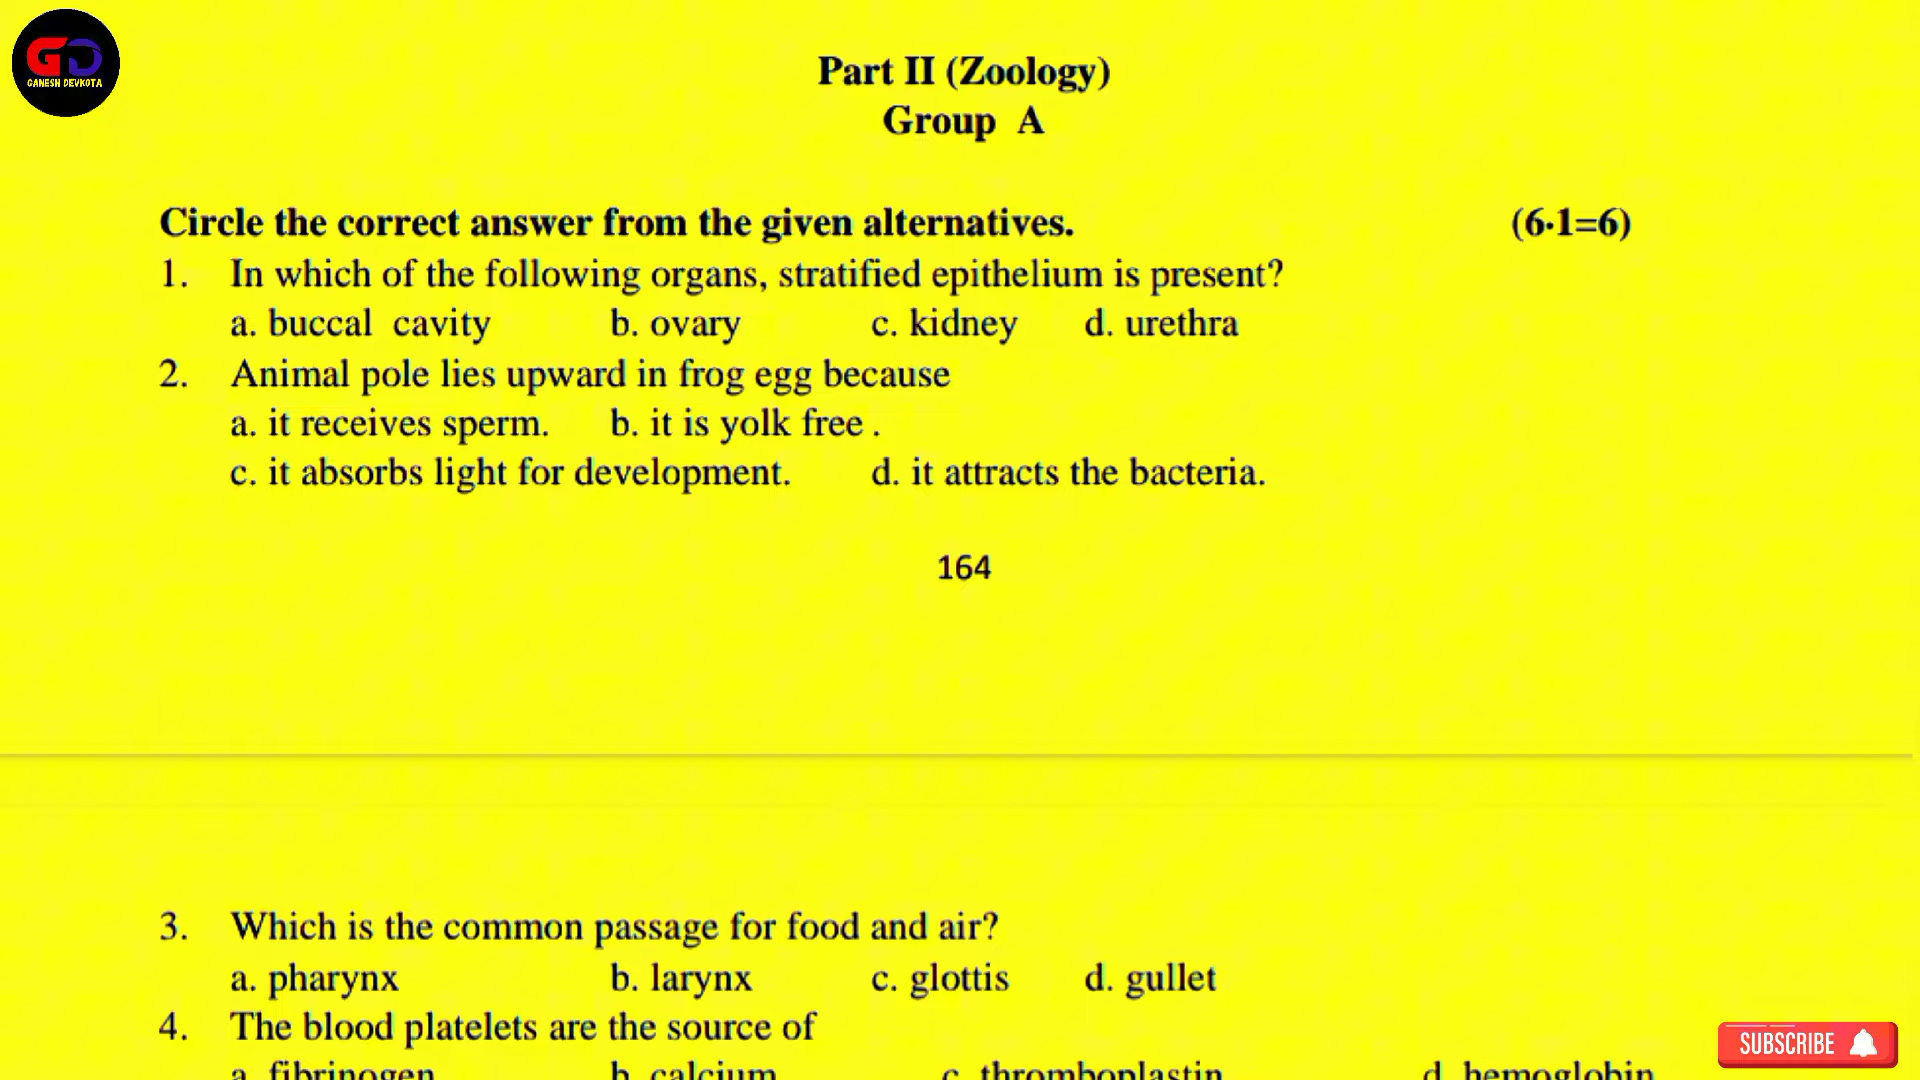 GD
GANESH DEVKOTA
Part II (Zoology)
Group A
Circle the correct answer from the given alternatives. (6·1=6)
1. In which of the following organs, stratified epithelium is present?
a. buccal cavity b. ovary c. kidney d. urethra
2. Animal pole lies upward in frog egg because
a. it receives sperm. b. it is yolk free .
c. it absorbs light for development. d. it attracts the bacteria.
164
3. Which is the common passage for food and air?
a. pharynx b. larynx c. glottis d. gullet
4. The blood platelets are the source of
a. fibrinogen b. calcium c. thromboplastin d. hemoglobin
SUBSCRIBE